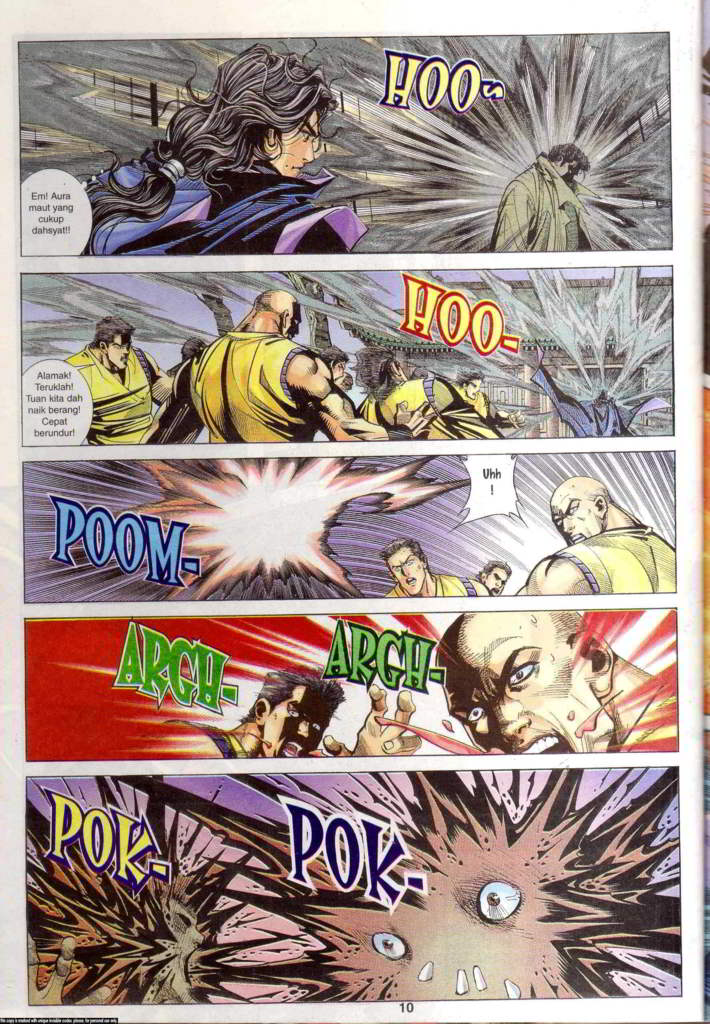 HOO-
Em! Aura
maut yang
cukup
dahsyat!!
HOO-
Alamak!
Teruklah!
Tuan kita dah
naik berang!
Cepat
berundur!
POOM-
Uhh
!
ARGH-
ARGH-
POK-
POK-
10